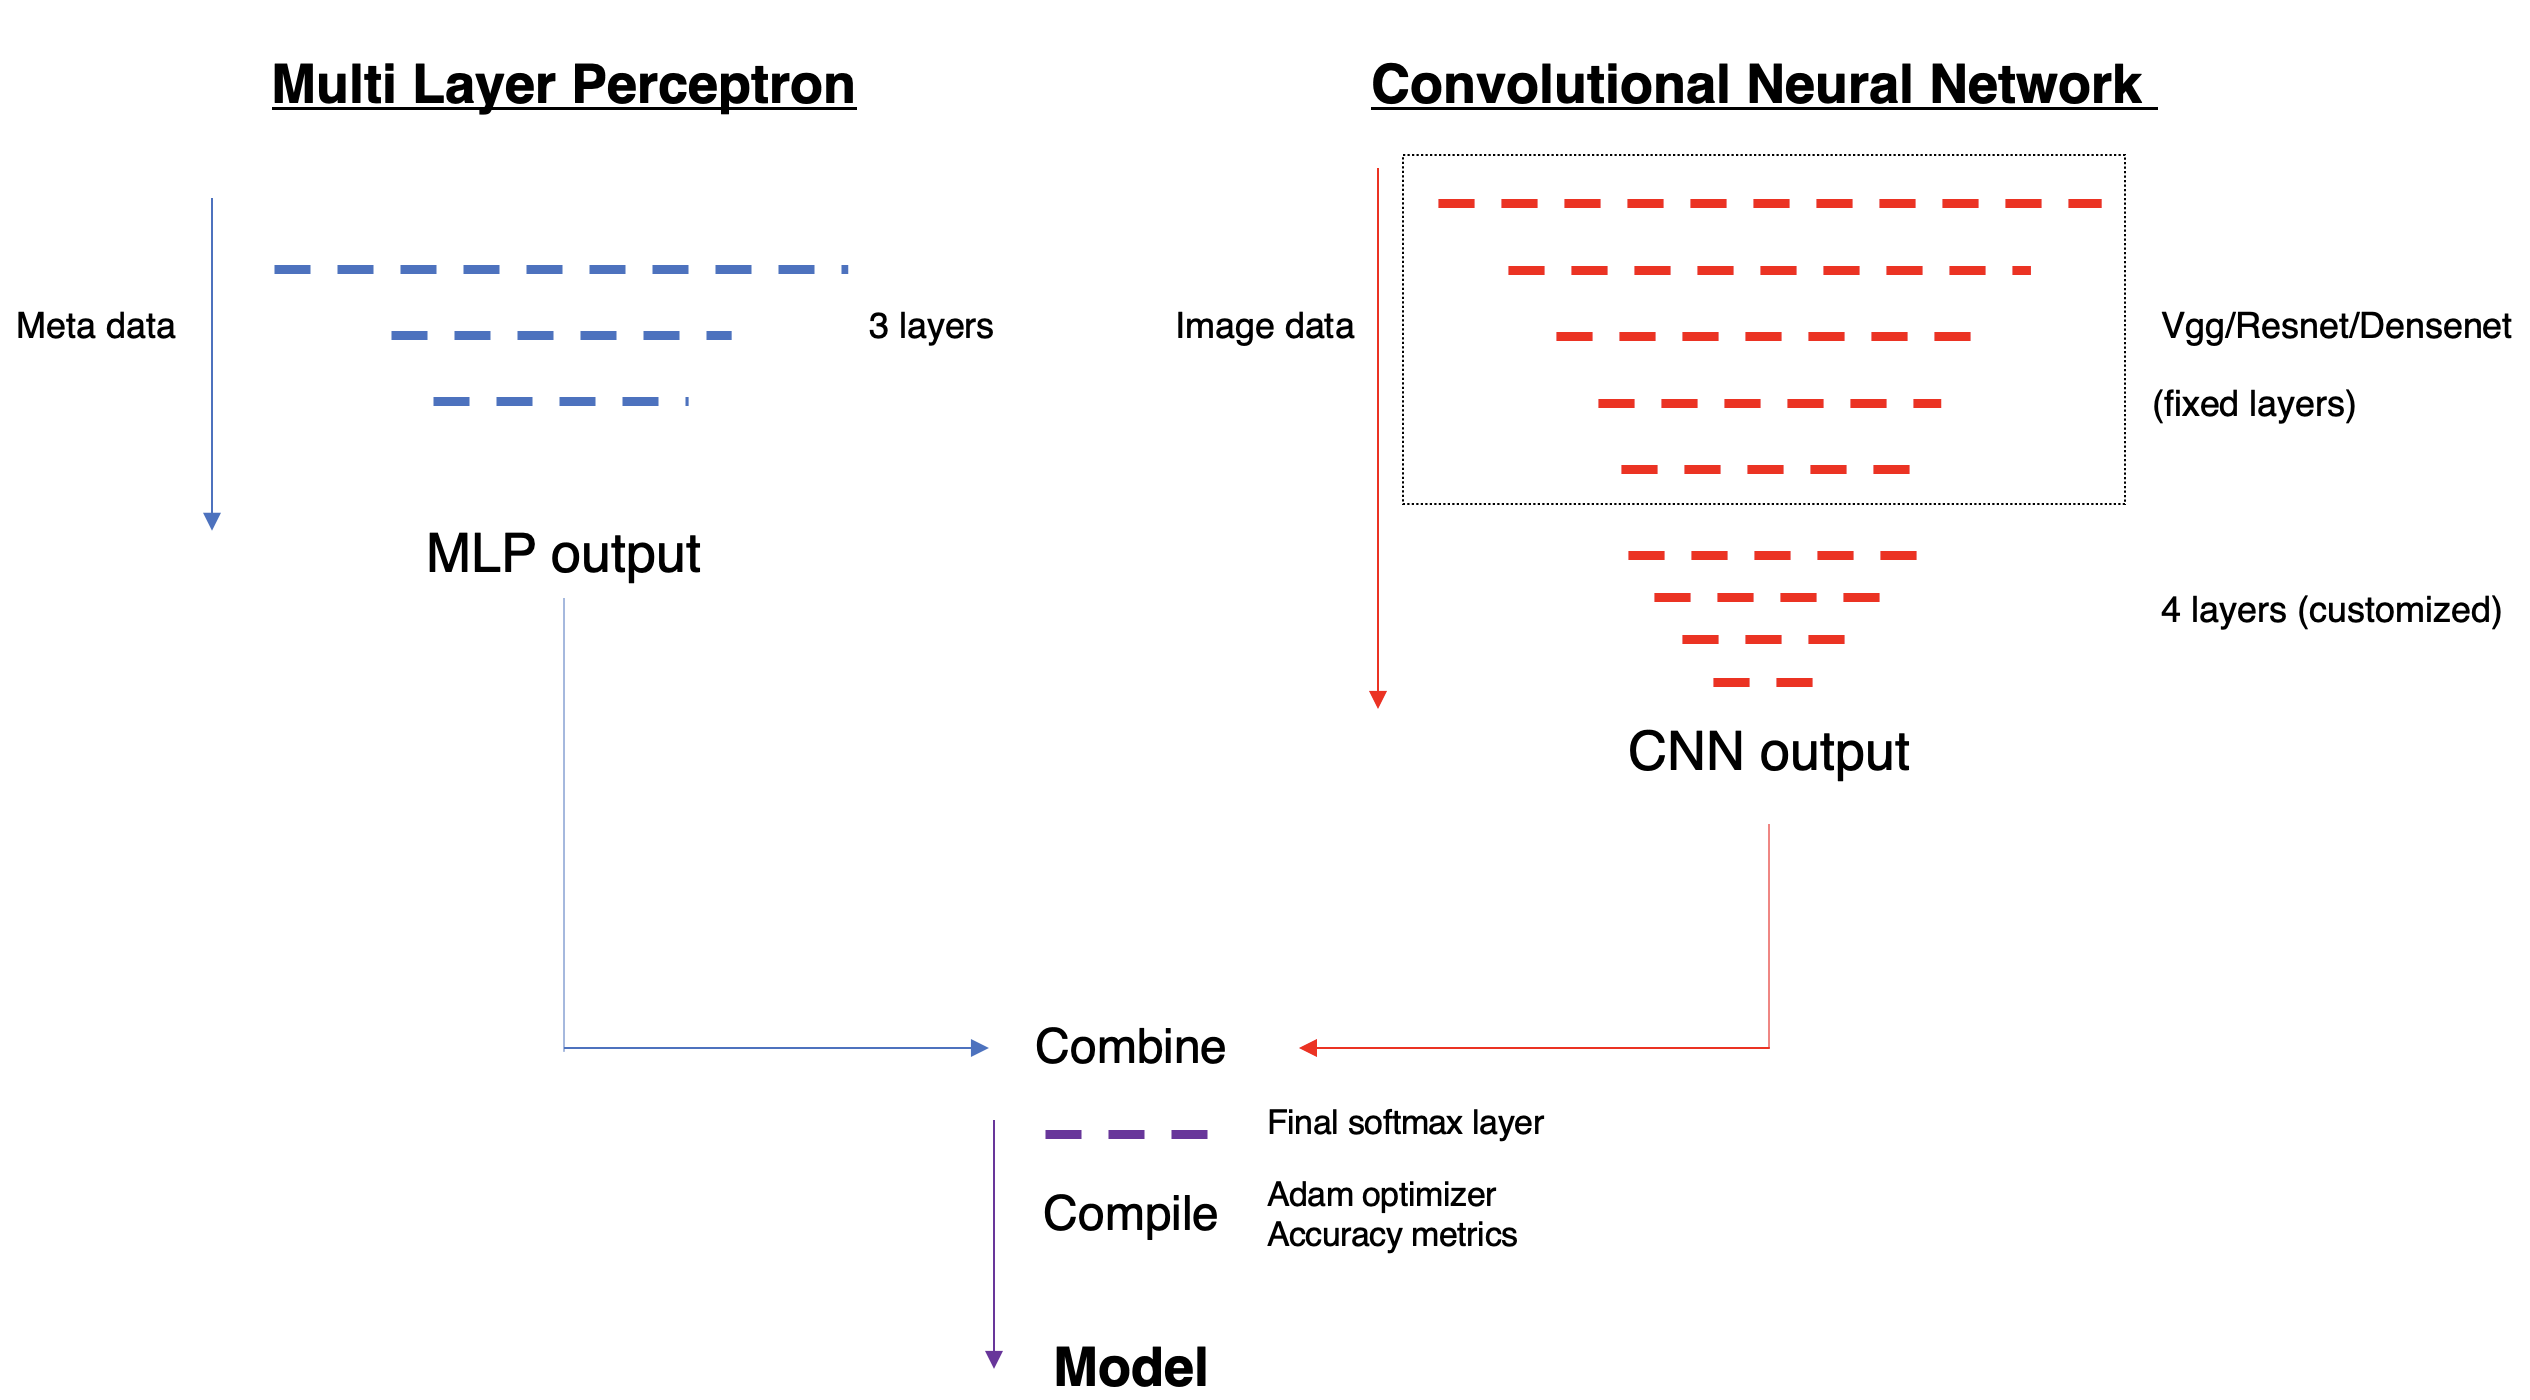 Multi Layer Perceptron
Convolutional Neural Network
Meta data
3 layers
Image data
Vgg/Resnet/Densenet
(fixed layers)
MLP output
4 layers (customized)
CNN output
Combine
Final softmax layer
Compile
Adam optimizer
Accuracy metrics
Model